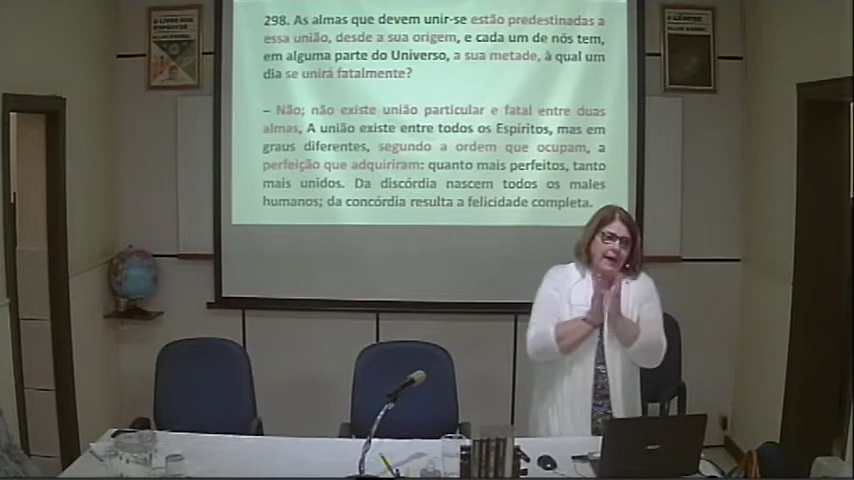 298. As almas que devem unir-se estão predestinadas a
essa união, desde a sua origem, e cada um de nós tem,
em alguma parte do Universo, a sua metade, à qual um
dia se unirá fatalmente?
– Não; não existe união particular e fatal entre duas
almas, A união existe entre todos os Espíritos, mas em
graus diferentes, segundo a ordem que ocupam, a
perfeição que adquiriram: quanto mais perfeitos, tanto
mais unidos. Da discórdia nascem todos os males
humanos; da concórdia resulta a felicidade completa.